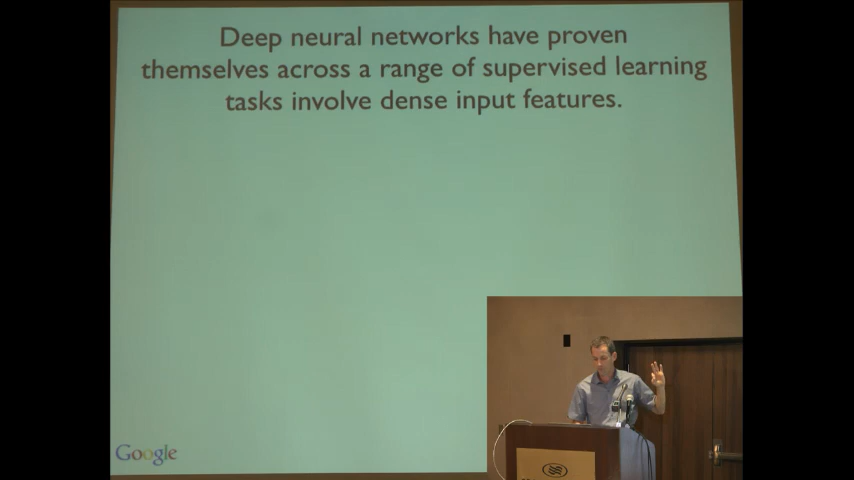 Deep neural networks have proven
themselves across a range of supervised learning
tasks involve dense input features.
Google